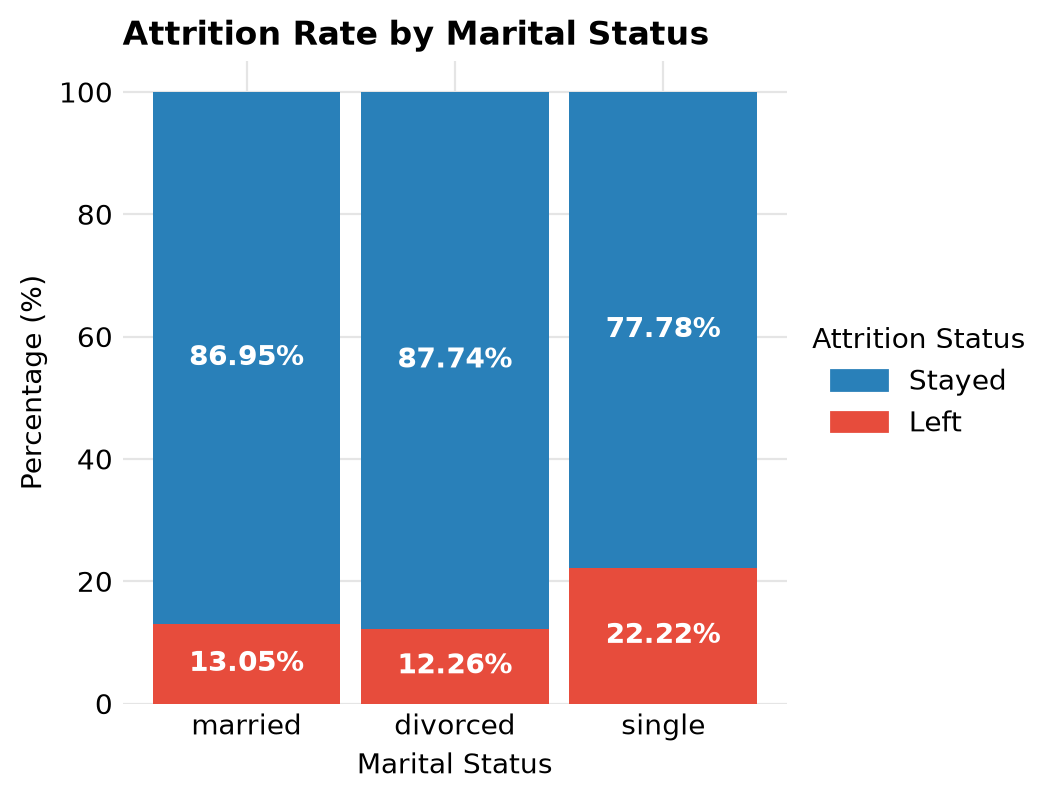 Attrition Rate by Marital Status
Percentage (%)
100
80
60
40
20
0
86.95%
87.74%
77.78%
13.05%
12.26%
22.22%
married
divorced
single
Marital Status
Attrition Status
Stayed
Left